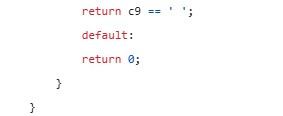 return c9 == ' ';
default:
return 0;
}
}